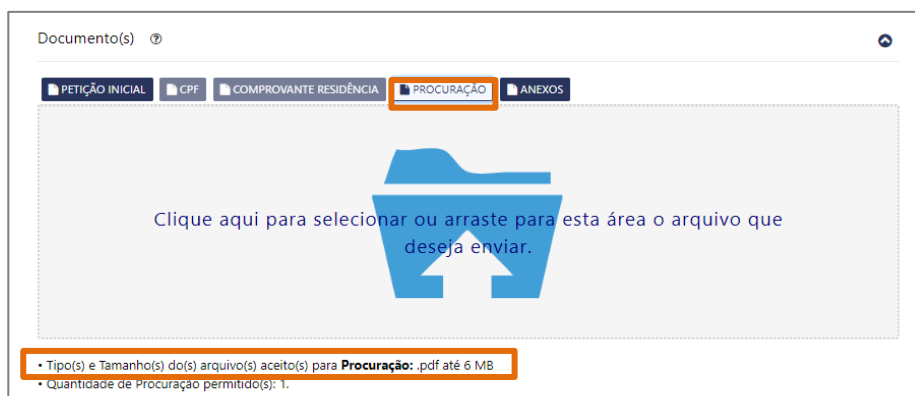 Documento(s) ?
PETIÇÃO INICIAL CPF COMPROVANTE RESIDÊNCIA PROCURAÇÃO ANEXOS
Clique aqui para selecionar ou arraste para esta área o arquivo que
deseja enviar.
• Tipo(s) e Tamanho(s) do(s) arquivo(s) aceito(s) para Procuração: .pdf até 6 MB
• Quantidade de Procuração permitido(s): 1.